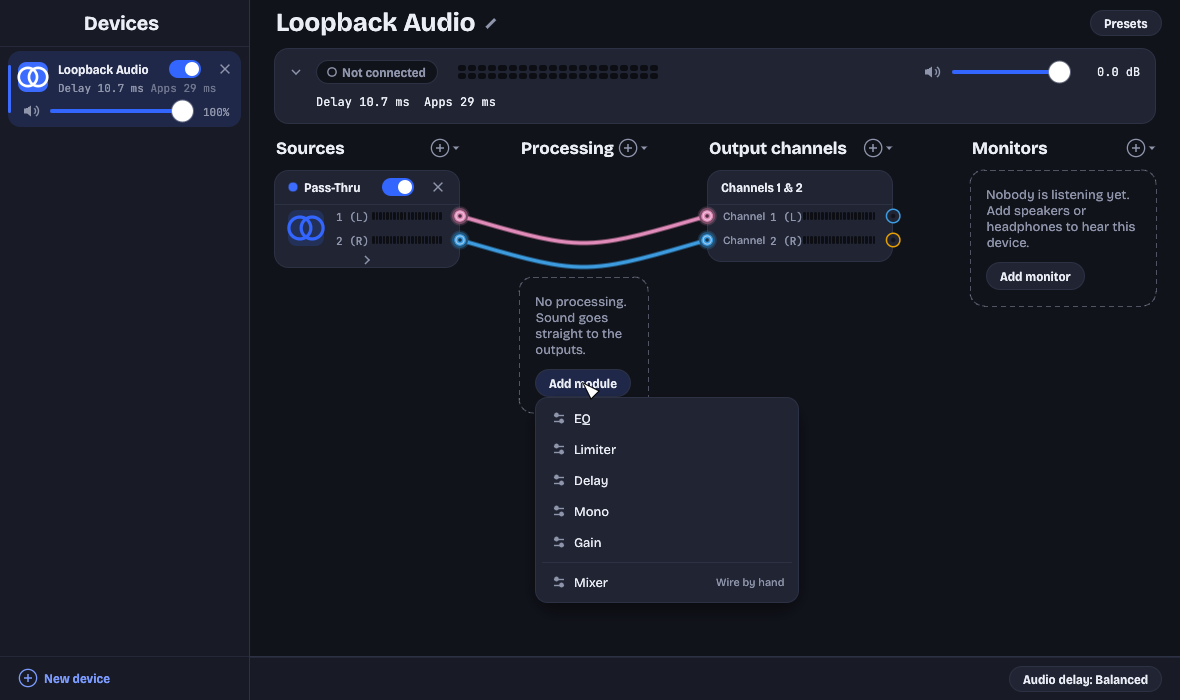 Devices
Loopback Audio
Delay 10.7 ms Apps 29 ms
100%
New device
Loopback Audio
Presets
Not connected
0.0 dB
Delay 10.7 ms Apps 29 ms
Sources
Processing
Output channels
Monitors
Pass-Thru
1 (L)
2 (R)
Channels 1 & 2
Channel 1 (L)
Channel 2 (R)
Nobody is listening yet.
Add speakers or
headphones to hear this
device.
Add monitor
No processing.
Sound goes
straight to the
outputs.
Add module
EQ
Limiter
Delay
Mono
Gain
Mixer Wire by hand
Audio delay: Balanced